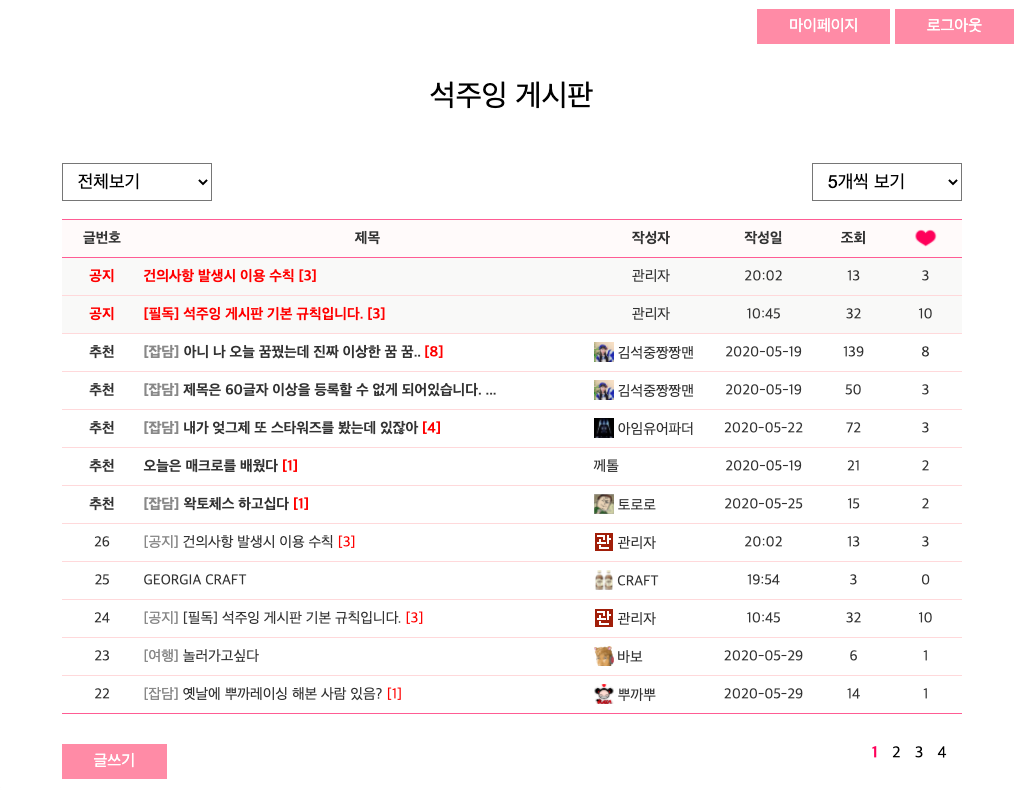 마이페이지 로그아웃
석주잉 게시판
전체보기 5개씩 보기
글번호 제목 작성자 작성일 조회
공지 건의사항 발생시 이용 수칙 [3] 관리자 20:02 13 3
공지 [필독] 석주잉 게시판 기본 규칙입니다. [3] 관리자 10:45 32 10
추천 [잡담] 아니 나 오늘 꿈꿨는데 진짜 이상한 꿈 꿈.. [8] 김석중짱짱맨 2020-05-19 139 8
추천 [잡담] 제목은 60글자 이상을 등록할 수 없게 되어있습니다. ... 김석중짱짱맨 2020-05-19 50 3
추천 [잡담] 내가 엊그제 또 스타워즈를 봤는데 있잖아 [4] 아임유어파더 2020-05-22 72 3
추천 오늘은 매크로를 배웠다 [1] 께톨 2020-05-19 21 2
추천 [잡담] 왁토체스 하고십다 [1] 토로로 2020-05-25 15 2
26 [공지] 건의사항 발생시 이용 수칙 [3] 관 관리자 20:02 13 3
25 GEORGIA CRAFT CRAFT 19:54 3 0
24 [공지] [필독] 석주잉 게시판 기본 규칙입니다. [3] 관 관리자 10:45 32 10
23 [여행] 놀러가고싶다 바보 2020-05-29 6 1
22 [잡담] 옛날에 뿌까레이싱 해본 사람 있음? [1] 뿌까뿌 2020-05-29 14 1
글쓰기 1 2 3 4